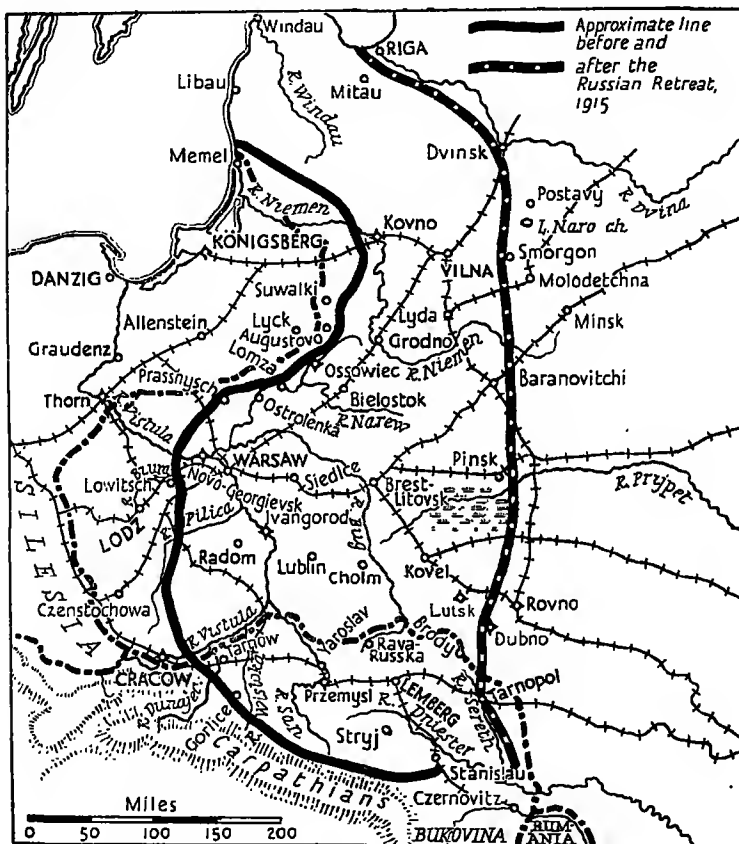 Windau
RIGA
Approximate line
before and
after the
Russian Retreat,
1915
Libau
Mitau
R. Windau
Dvinsk
Memel
R. Niemen
Postavy
R. Dvina
L. Naroch
KÖNIGSBERG
Kovno
VILNA
Smorgon
DANZIG
Molodetchna
Suwalki
Allenstein
Lyck
Lyda
Minsk
Augustovo
Grodno
Graudenz
Lomza
R. Niemen
Prassnysch
Ossowiec
Baranovitchi
Thorn
Bielostok
Ostrolenka
R. Vistula
R. Narew
WARSAW
Pinsk
R. Bzura
Siedlce
Brest-
Litovsk
R. Prypet
Lowitsch
Novo-Georgievsk
SILESIA
LODZ
R. Pilica
Ivangorod
R. Bug
Radom
Lublin
Cholm
Kovel
Czenstochowa
Lutsk
Rovno
R. Vistula
Jaroslav
Brody
Dubno
Tarnow
Rava-
Russka
CRACOW
Wistoka
Przemysl
LEMBERG
Tarnopol
R. Sereth
R. Dunajec
R. San
R. Dniester
Gorlice
Stryj
Carpathians
Stanislau
Czernovitz
Miles
0 50 100 150 200
BUKOVINA
RUM-
ANIA